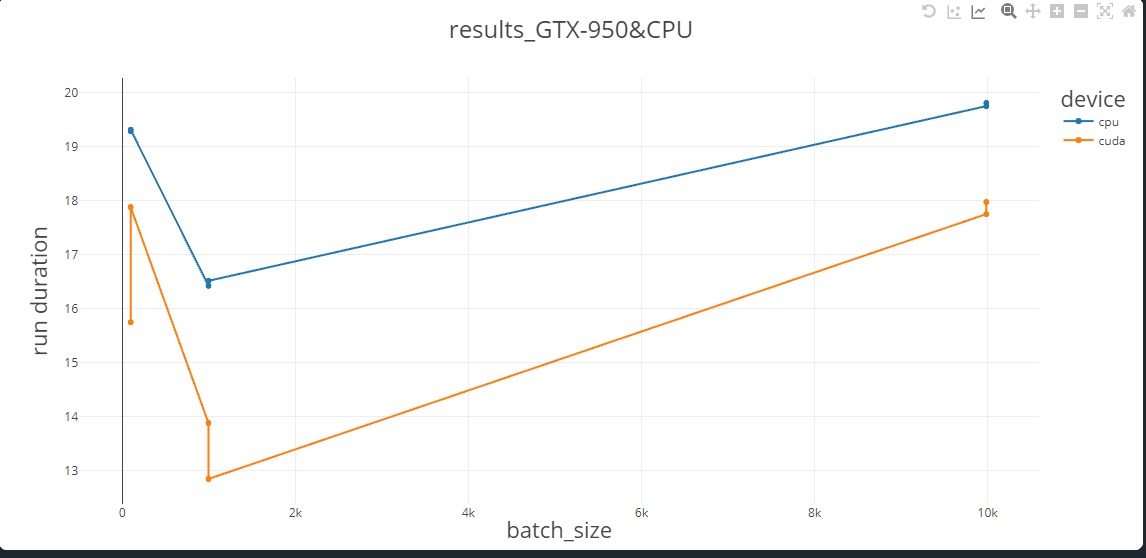 results_GTX-950&CPU
device
cpu
cuda
run duration
20
19
18
17
16
15
14
13
0
2k
4k
6k
8k
10k
batch_size